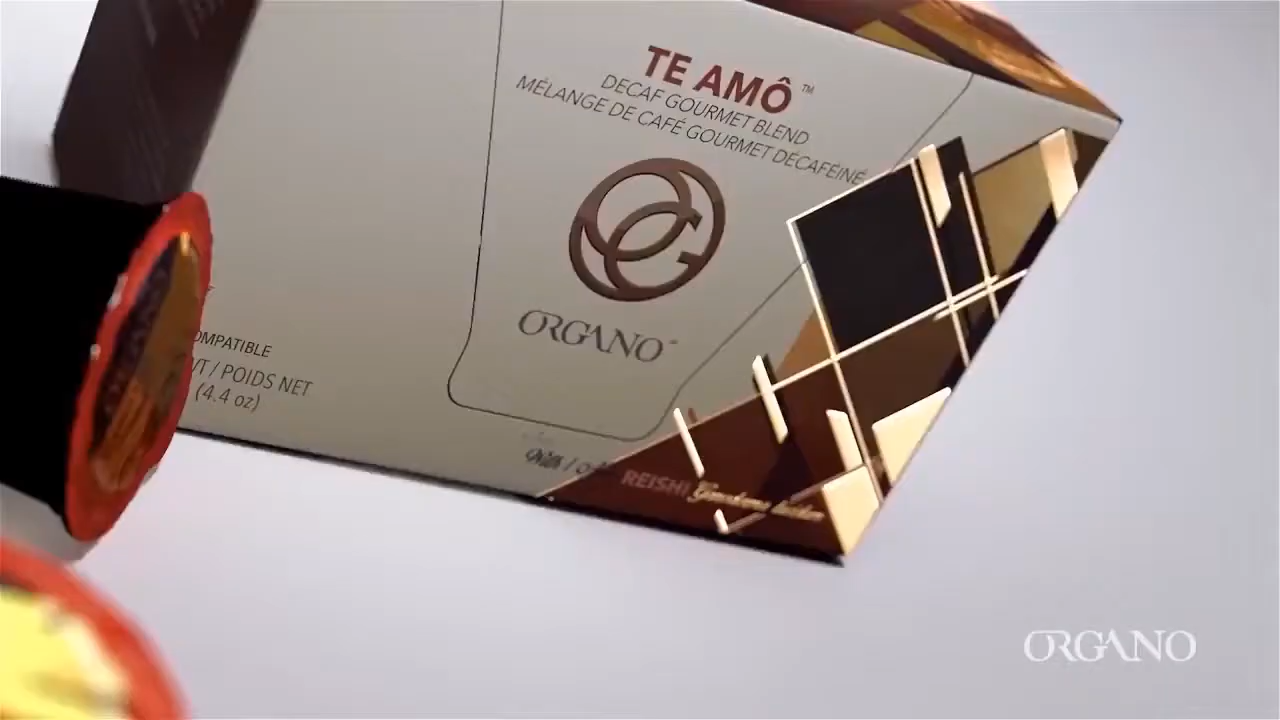 TE AMÔ™
DECAF GOURMET BLEND
MÉLANGE DE CAFÉ GOURMET DÉCAFÉINÉ
ORGANO™
OMPATIBLE
/ POIDS NET
(4.4 oz)
REISHI
ORGANO